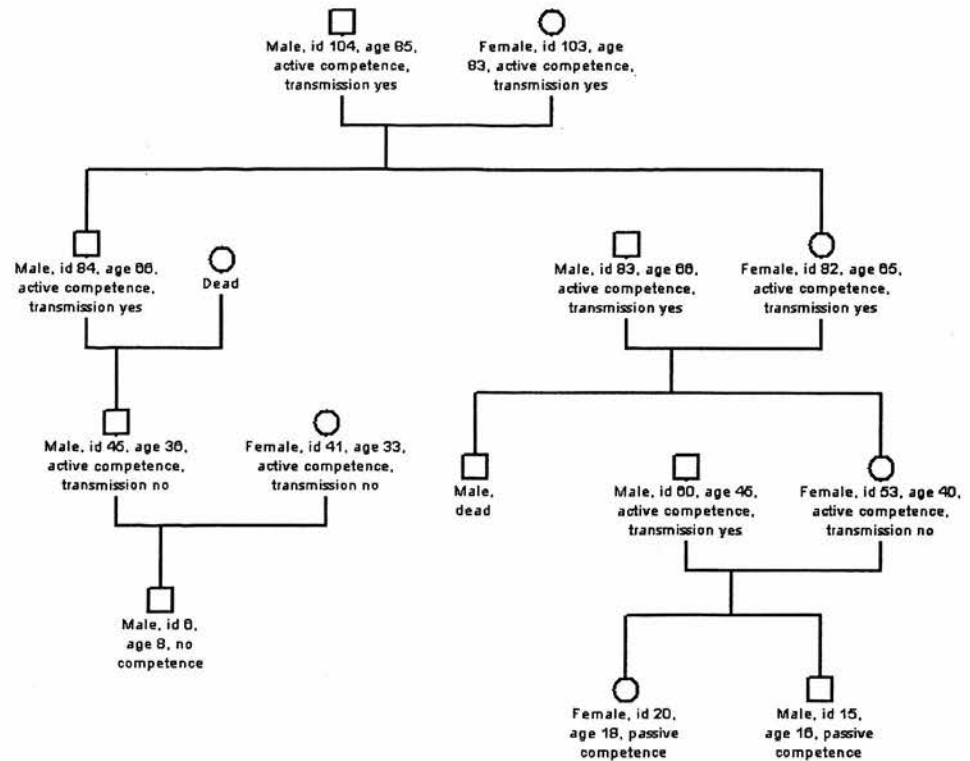 Male, id 104, age 85,
active competence,
transmission yes
Female, id 103, age
83, active competence,
transmission yes
Male, id 84, age 66,
active competence,
transmission yes
Dead
Male, id 83, age 66,
active competence,
transmission yes
Female, id 82, age 65,
active competence,
transmission yes
Male, id 45, age 36,
active competence,
transmission no
Female, id 41, age 33,
active competence,
transmission no
Male,
dead
Male, id 60, age 45,
active competence,
transmission yes
Female, id 53, age 40,
active competence,
transmission no
Male, id 6,
age 8, no
competence
Female, id 20,
age 18, passive
competence
Male, id 15,
age 16, passive
competence